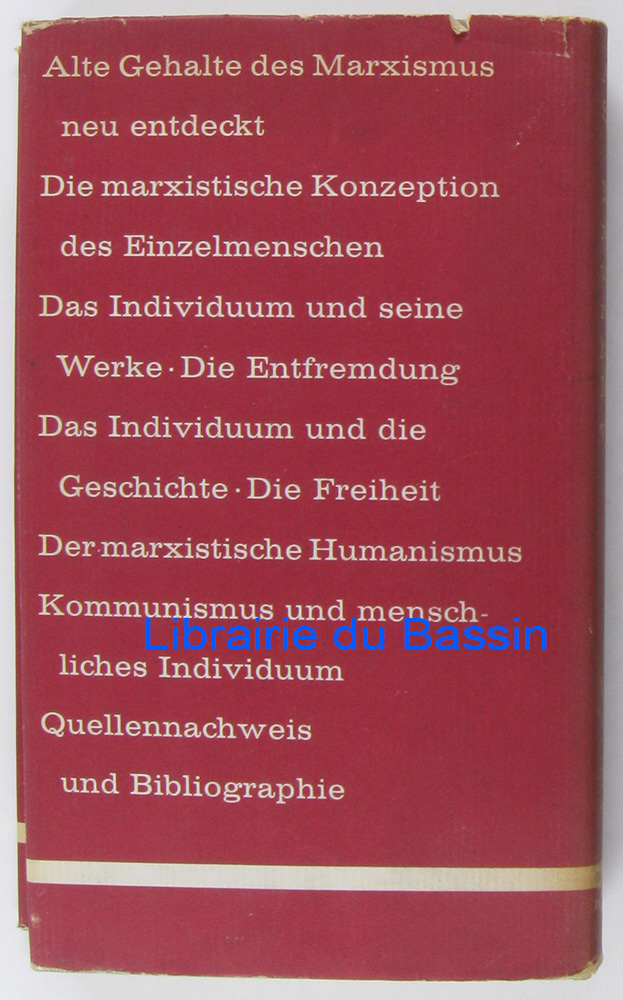 Alte Gehalte des Marxismus
neu entdeckt
Die marxistische Konzeption
des Einzelmenschen
Das Individuum und seine
Werke · Die Entfremdung
Das Individuum und die
Geschichte · Die Freiheit
Der marxistische Humanismus
Kommunismus und mensch-
Librairie du Bassin
liches Individuum
Quellennachweis
und Bibliographie